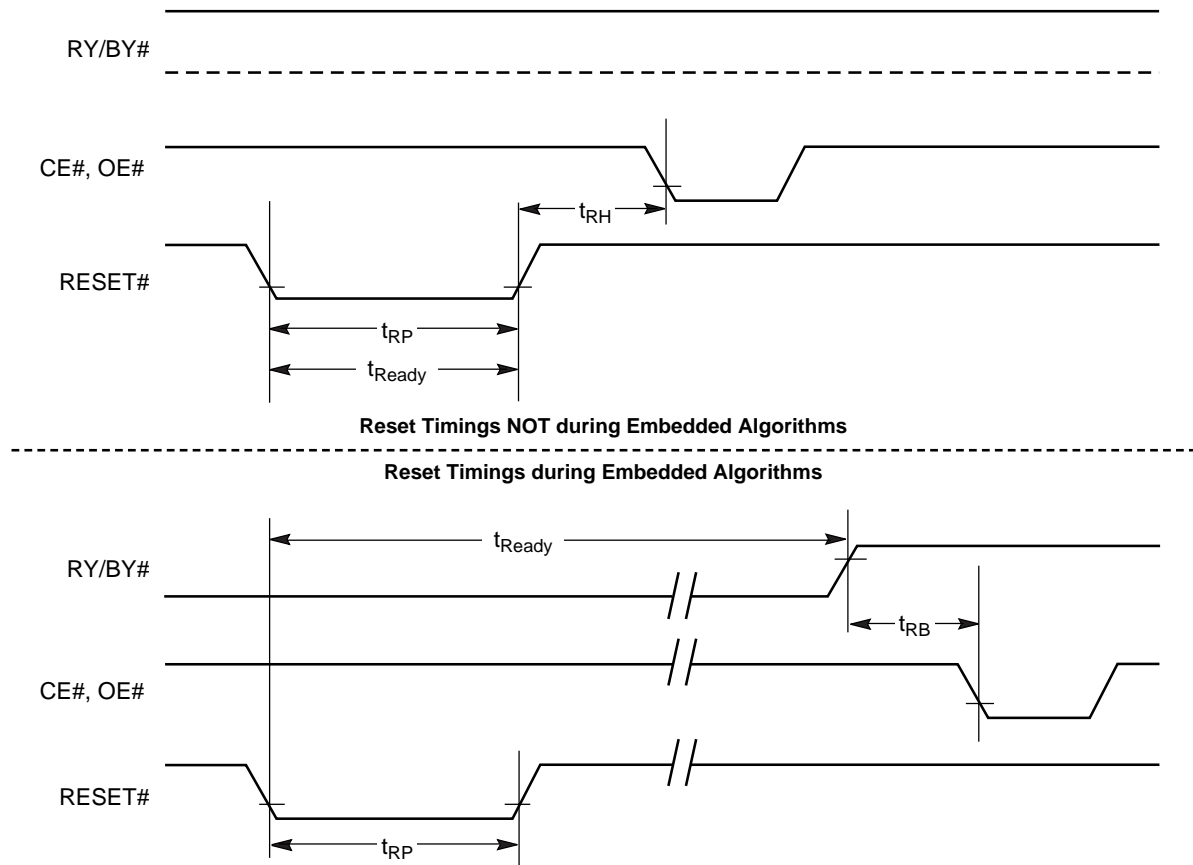 RY/BY#
CE#, OE#
tRH
RESET#
tRP
tReady
Reset Timings NOT during Embedded Algorithms
Reset Timings during Embedded Algorithms
tReady
RY/BY#
tRB
CE#, OE#
RESET#
tRP